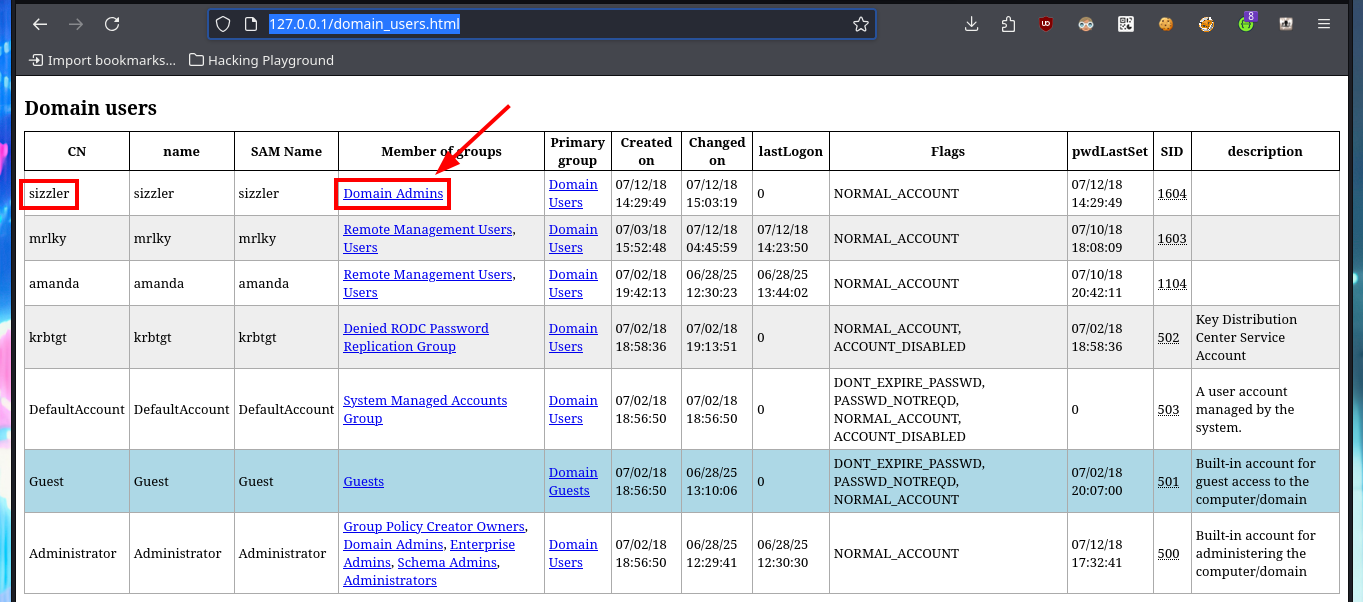 127.0.0.1/domain_users.html
8
Import bookmarks... Hacking Playground
Domain users
CN name SAM Name Member of groups Primary group Created on Changed on lastLogon Flags pwdLastSet SID description
sizzler sizzler sizzler Domain Admins Domain Users 07/12/18 14:29:49 07/12/18 15:03:19 0 NORMAL_ACCOUNT 07/12/18 14:29:49 1604
mrlky mrlky mrlky Remote Management Users, Users Domain Users 07/03/18 15:52:48 07/12/18 04:45:59 07/12/18 14:23:50 NORMAL_ACCOUNT 07/10/18 18:08:09 1603
amanda amanda amanda Remote Management Users, Users Domain Users 07/02/18 19:42:13 06/28/25 12:30:23 06/28/25 13:44:02 NORMAL_ACCOUNT 07/10/18 20:42:11 1104
krbtgt krbtgt krbtgt Denied RODC Password Replication Group Domain Users 07/02/18 18:58:36 07/02/18 19:13:51 0 NORMAL_ACCOUNT, ACCOUNT_DISABLED 07/02/18 18:58:36 502 Key Distribution Center Service Account
DefaultAccount DefaultAccount DefaultAccount System Managed Accounts Group Domain Users 07/02/18 18:56:50 07/02/18 18:56:50 0 DONT_EXPIRE_PASSWD, PASSWD_NOTREQD, NORMAL_ACCOUNT, ACCOUNT_DISABLED 0 503 A user account managed by the system.
Guest Guest Guest Guests Domain Guests 07/02/18 18:56:50 06/28/25 13:10:06 0 DONT_EXPIRE_PASSWD, PASSWD_NOTREQD, NORMAL_ACCOUNT 07/02/18 20:07:00 501 Built-in account for guest access to the computer/domain
Administrator Administrator Administrator Group Policy Creator Owners, Domain Admins, Enterprise Admins, Schema Admins, Administrators Domain Users 07/02/18 18:56:50 06/28/25 12:29:41 06/28/25 12:30:30 NORMAL_ACCOUNT 07/12/18 17:32:41 500 Built-in account for administering the computer/domain